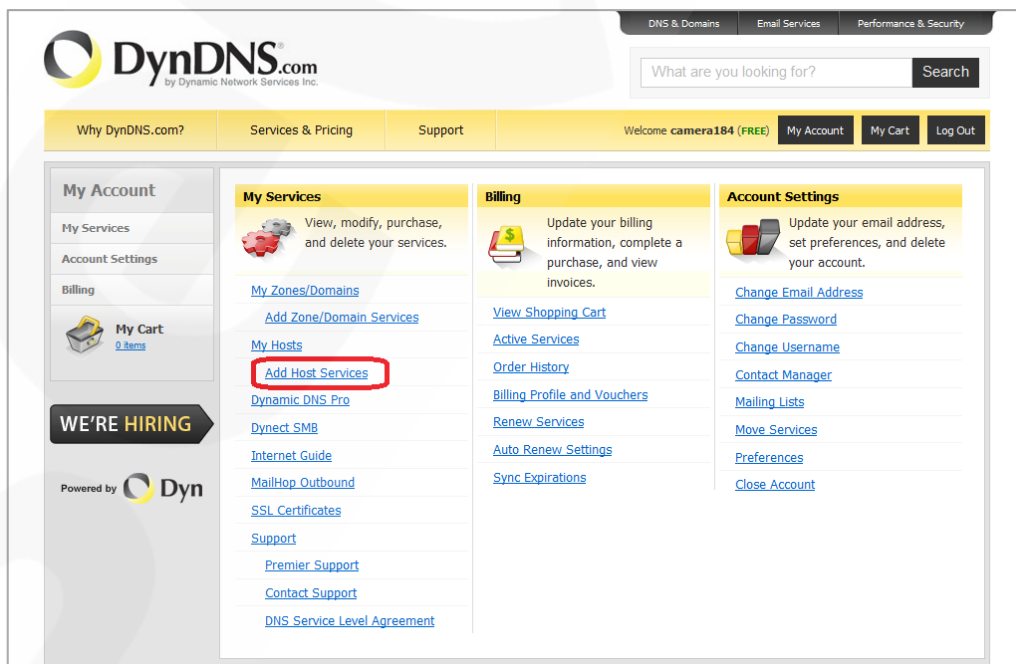 DNS & Domains
Email Services
Performance & Security
DynDNS.com
by Dynamic Network Services Inc.
What are you looking for?
Search
Why DynDNS.com?
Services & Pricing
Support
Welcome camera184 (FREE)
My Account
My Cart
Log Out
My Account
My Services
Account Settings
Billing
My Cart
0 items
WE'RE HIRING
Powered by Dyn
My Services
View, modify, purchase,
and delete your services.
My Zones/Domains
Add Zone/Domain Services
My Hosts
Add Host Services
Dynamic DNS Pro
Dynect SMB
Internet Guide
MailHop Outbound
SSL Certificates
Support
Premier Support
Contact Support
DNS Service Level Agreement
Billing
Update your billing
information, complete a
purchase, and view
invoices.
View Shopping Cart
Active Services
Order History
Billing Profile and Vouchers
Renew Services
Auto Renew Settings
Sync Expirations
Account Settings
Update your email address,
set preferences, and delete
your account.
Change Email Address
Change Password
Change Username
Contact Manager
Mailing Lists
Move Services
Preferences
Close Account